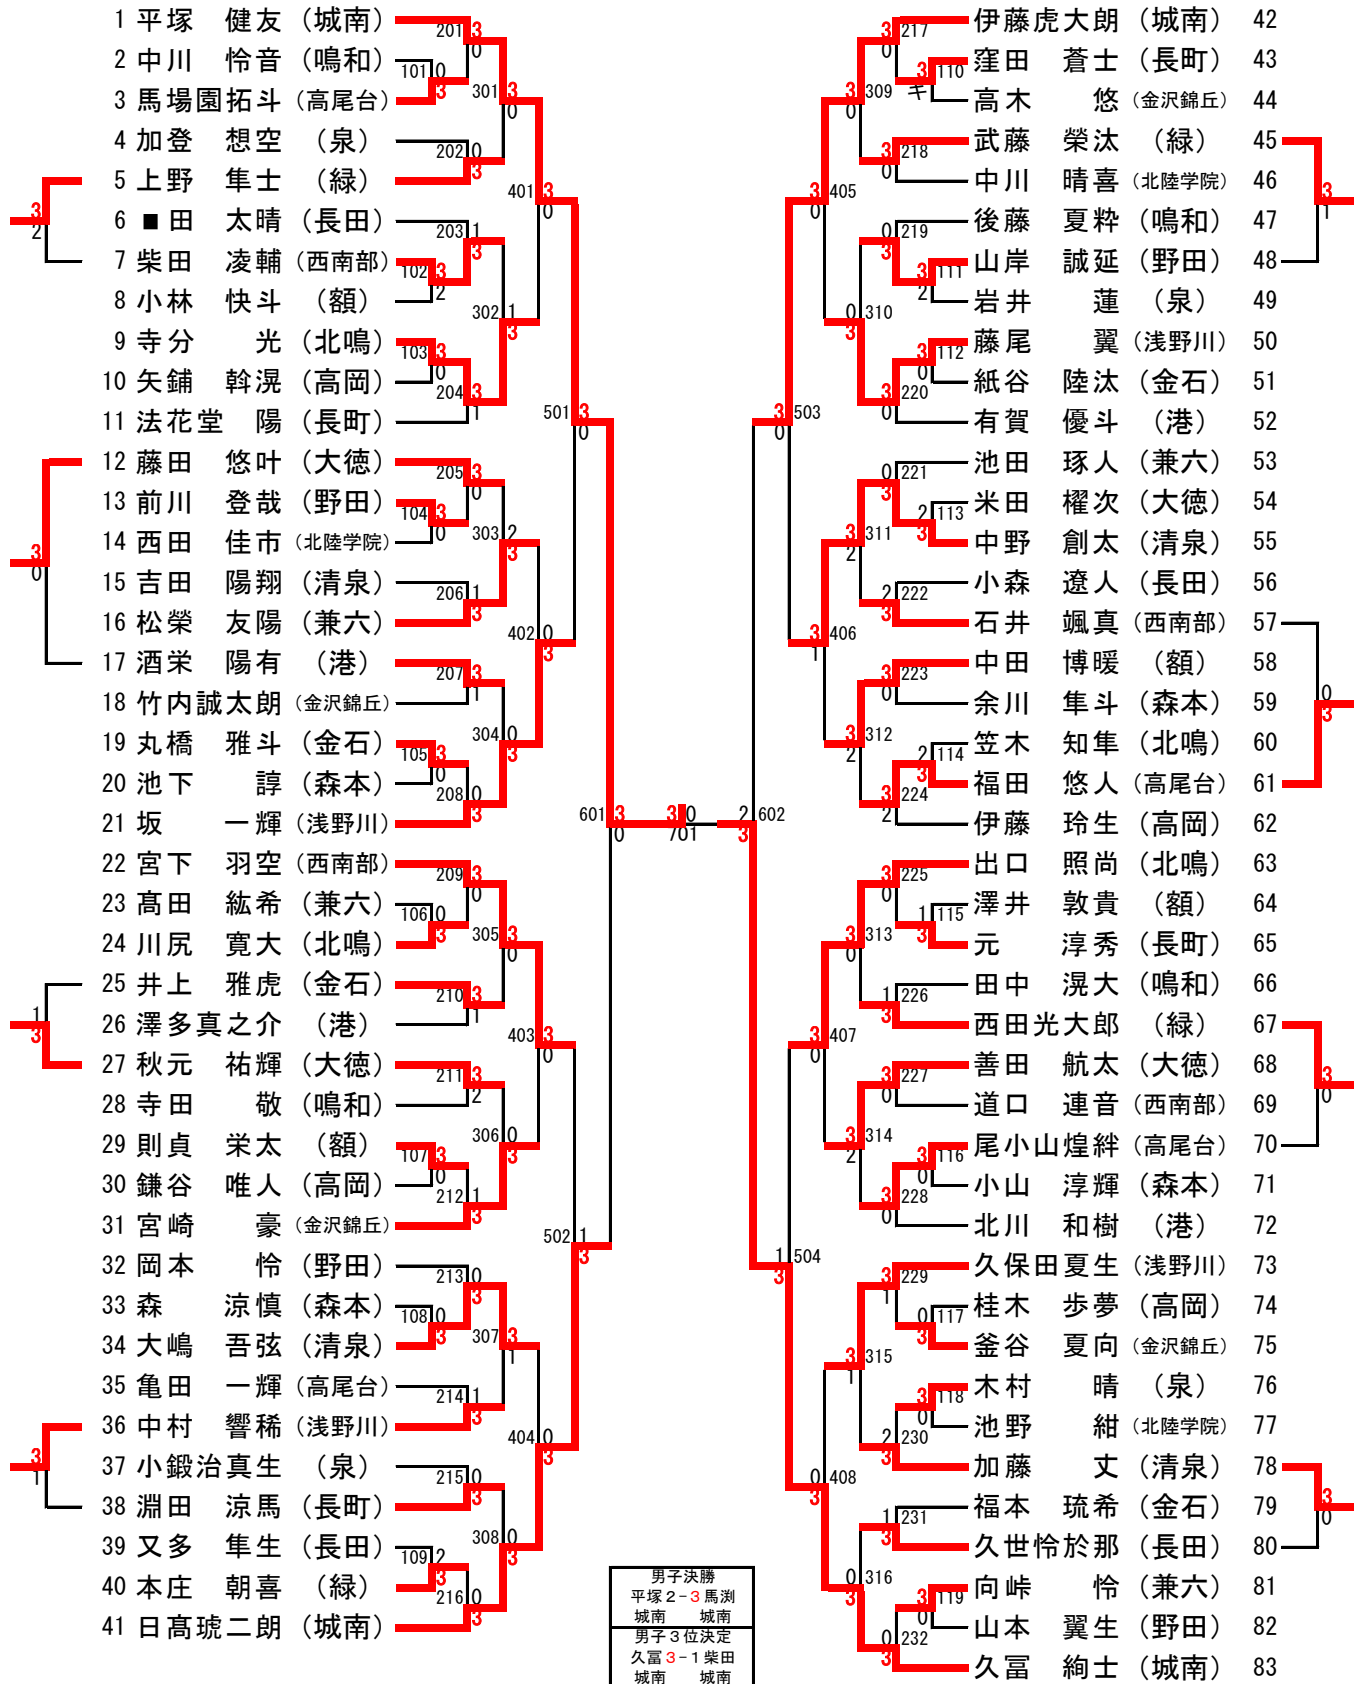 1 平塚 健友 (城南)
2 中川 怜音 (鳴和)
3 馬場園拓斗 (高尾台)
4 加登 想空 (泉)
5 上野 隼士 (緑)
6 ■田 太晴 (長田)
7 柴田 凌輔 (西南部)
8 小林 快斗 (額)
9 寺分 光 (北鳴)
10 矢鋪 斡滉 (高岡)
11 法花堂 陽 (長町)
12 藤田 悠叶 (大徳)
13 前川 登哉 (野田)
14 西田 佳市 (北陸学院)
15 吉田 陽翔 (清泉)
16 松榮 友陽 (兼六)
17 酒栄 陽有 (港)
18 竹内誠太朗 (金沢錦丘)
19 丸橋 雅斗 (金石)
20 池下 諄 (森本)
21 坂 一輝 (浅野川)
22 宮下 羽空 (西南部)
23 髙田 紘希 (兼六)
24 川尻 寛大 (北鳴)
25 井上 雅虎 (金石)
26 澤多真之介 (港)
27 秋元 祐輝 (大徳)
28 寺田 敬 (鳴和)
29 則貞 栄太 (額)
30 鎌谷 唯人 (高岡)
31 宮崎 豪 (金沢錦丘)
32 岡本 怜 (野田)
33 森 涼慎 (森本)
34 大嶋 吾弦 (清泉)
35 亀田 一輝 (高尾台)
36 中村 響稀 (浅野川)
37 小鍛治真生 (泉)
38 淵田 涼馬 (長町)
39 又多 隼生 (長田)
40 本庄 朝喜 (緑)
41 日髙琥二朗 (城南)
伊藤虎大朗 (城南) 42
窪田 蒼士 (長町) 43
高木 悠 (金沢錦丘) 44
武藤 榮汰 (緑) 45
中川 晴喜 (北陸学院) 46
後藤 夏粋 (鳴和) 47
山岸 誠延 (野田) 48
岩井 蓮 (泉) 49
藤尾 翼 (浅野川) 50
紙谷 陸汰 (金石) 51
有賀 優斗 (港) 52
池田 琢人 (兼六) 53
米田 櫂次 (大徳) 54
中野 創太 (清泉) 55
小森 遼人 (長田) 56
石井 颯真 (西南部) 57
中田 博暖 (額) 58
余川 隼斗 (森本) 59
笠木 知隼 (北鳴) 60
福田 悠人 (高尾台) 61
伊藤 玲生 (高岡) 62
出口 照尚 (北鳴) 63
澤井 敦貴 (額) 64
元 淳秀 (長町) 65
田中 滉大 (鳴和) 66
西田光大郎 (緑) 67
善田 航太 (大徳) 68
道口 連音 (西南部) 69
尾小山煌絆 (高尾台) 70
小山 淳輝 (森本) 71
北川 和樹 (港) 72
久保田夏生 (浅野川) 73
桂木 歩夢 (高岡) 74
釜谷 夏向 (金沢錦丘) 75
木村 晴 (泉) 76
池野 紺 (北陸学院) 77
加藤 丈 (清泉) 78
福本 琉希 (金石) 79
久世怜於那 (長田) 80
向峠 怜 (兼六) 81
山本 翼生 (野田) 82
久冨 絢士 (城南) 83
男子決勝
平塚 2-3 馬渕
城南 城南
男子3位決定
久冨 3-1 柴田
城南 城南